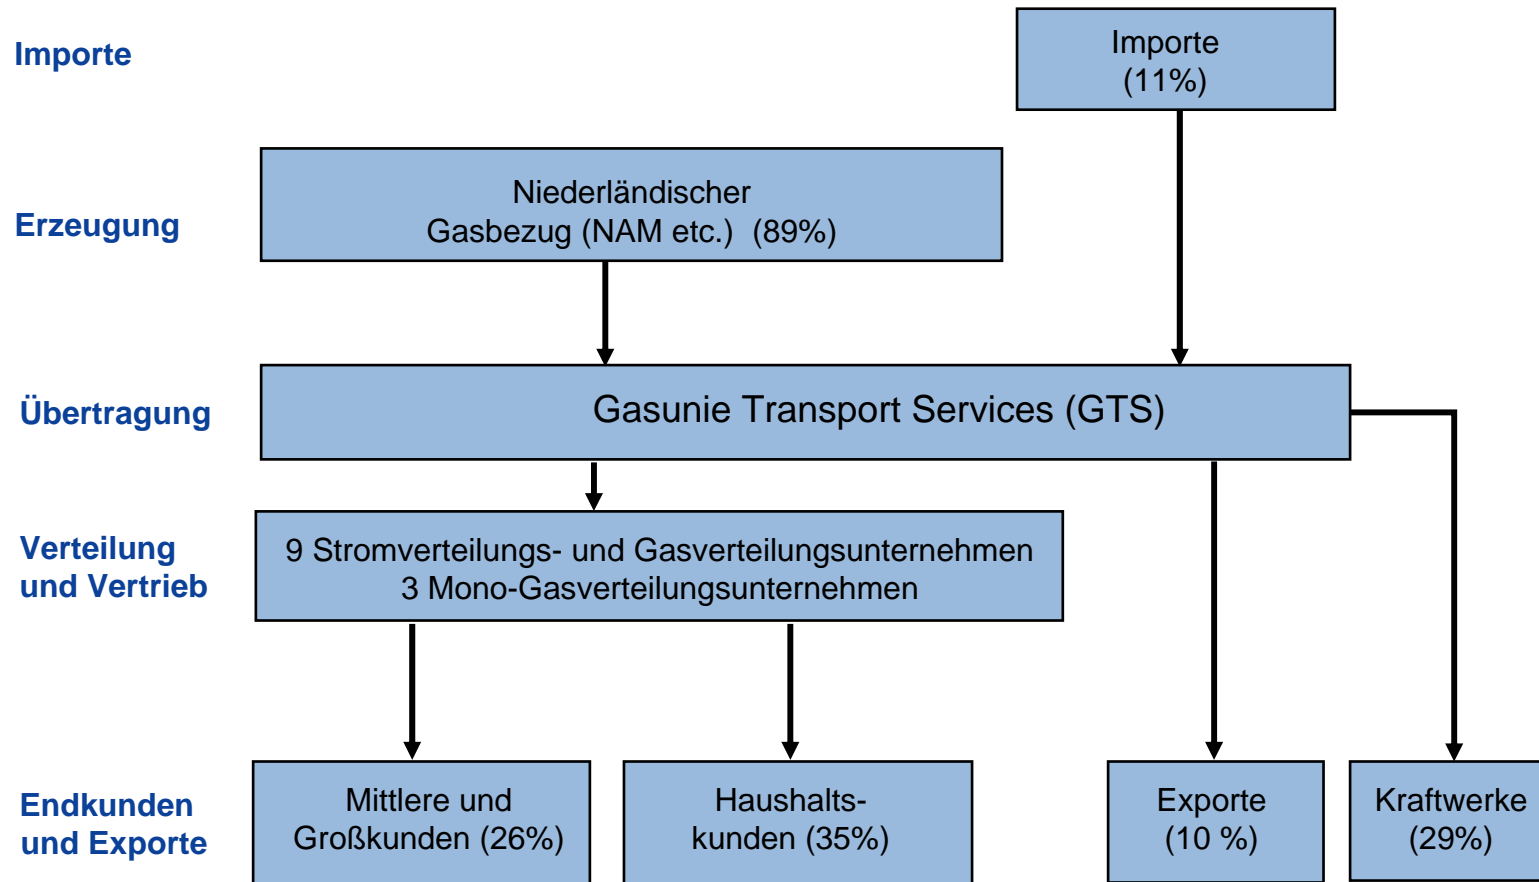 Importe
Importe
(11%)
Erzeugung
Niederländischer
Gasbezug (NAM etc.)  (89%)
Übertragung
Gasunie Transport Services (GTS)
Verteilung
und Vertrieb
9 Stromverteilungs- und Gasverteilungsunternehmen
3 Mono-Gasverteilungsunternehmen
Endkunden
und Exporte
Mittlere und
Großkunden (26%)
Haushalts-
kunden (35%)
Exporte
(10 %)
Kraftwerke
(29%)